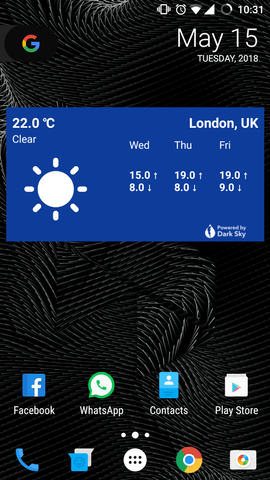 10:31
G
May 15
TUESDAY, 2018
22.0 ℃
London, UK
Clear
Wed Thu Fri
15.0 ↑ 19.0 ↑ 19.0 ↑
8.0 ↓ 8.0 ↓ 9.0 ↓
Powered by
Dark Sky
Facebook WhatsApp Contacts Play Store